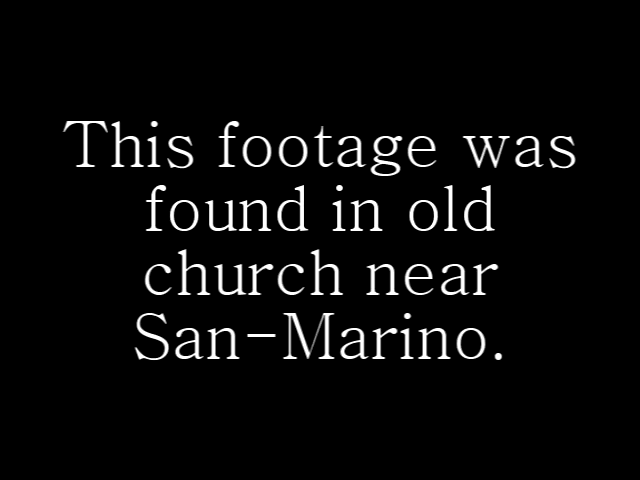 This footage was
found in old
church near
San-Marino.